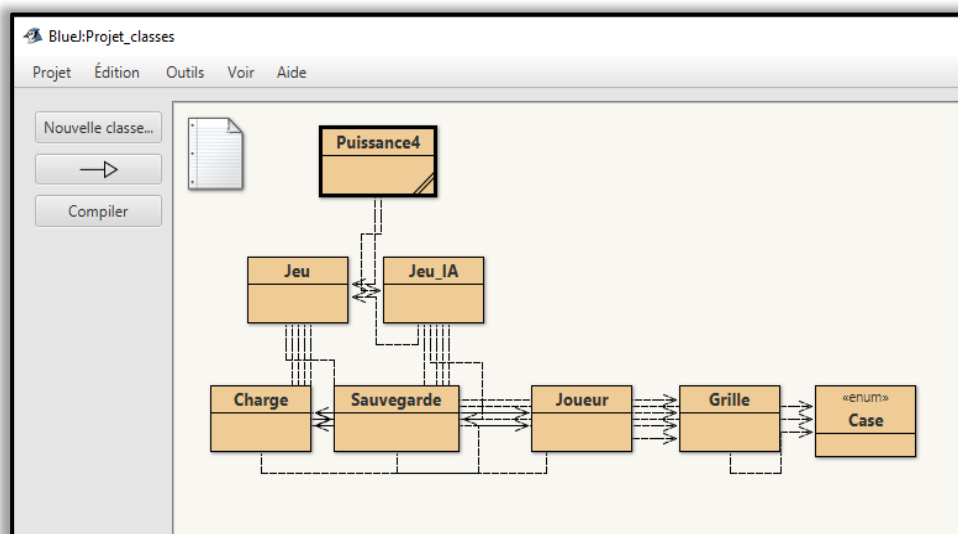 BlueJ:Projet_classes
Projet Édition Outils Voir Aide
Nouvelle classe...
Compiler
Puissance4
Jeu Jeu_IA
Charge Sauvegarde Joueur Grille «enum»
Case